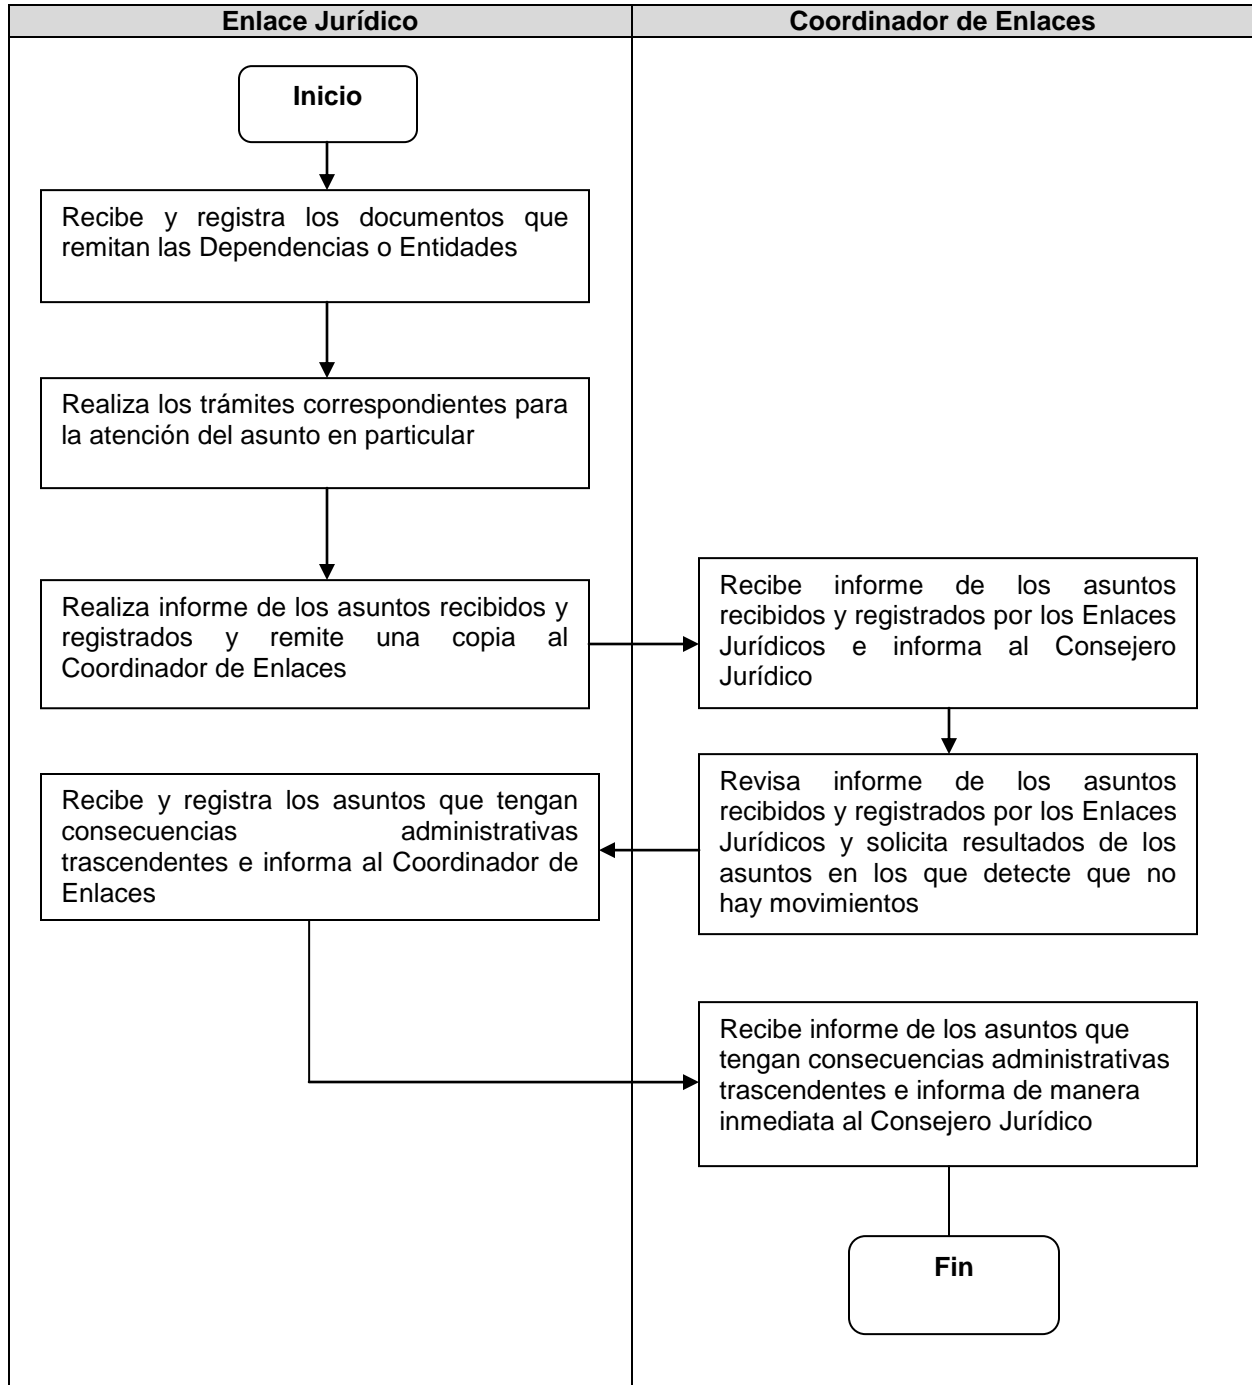 Enlace Jurídico
Coordinador de Enlaces
Inicio
Recibe y registra los documentos que
remitan las Dependencias o Entidades
Realiza los trámites correspondientes para
la atención del asunto en particular
Realiza informe de los asuntos recibidos y
registrados y remite una copia al
Coordinador de Enlaces
Recibe informe de los asuntos
recibidos y registrados por los Enlaces
Jurídicos e informa al Consejero
Jurídico
Revisa informe de los asuntos
recibidos y registrados por los Enlaces
Jurídicos y solicita resultados de los
asuntos en los que detecte que no
hay movimientos
Recibe y registra los asuntos que tengan
consecuencias administrativas
trascendentes e informa al Coordinador de
Enlaces
Recibe informe de los asuntos que
tengan consecuencias administrativas
trascendentes e informa de manera
inmediata al Consejero Jurídico
Fin